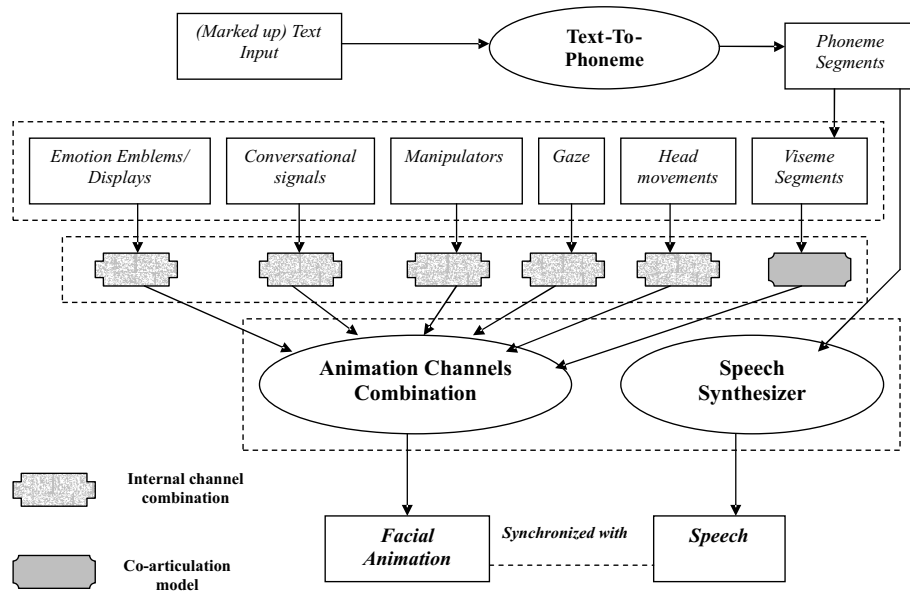 (Marked up) Text
Input
Text-To-
Phoneme
Phoneme
Segments
Emotion Emblems/
Displays
Conversational
signals
Manipulators
Gaze
Head
movements
Viseme
Segments
Animation Channels
Combination
Speech
Synthesizer
Internal channel
combination
Facial
Animation
Synchronized with
Speech
Co-articulation
model